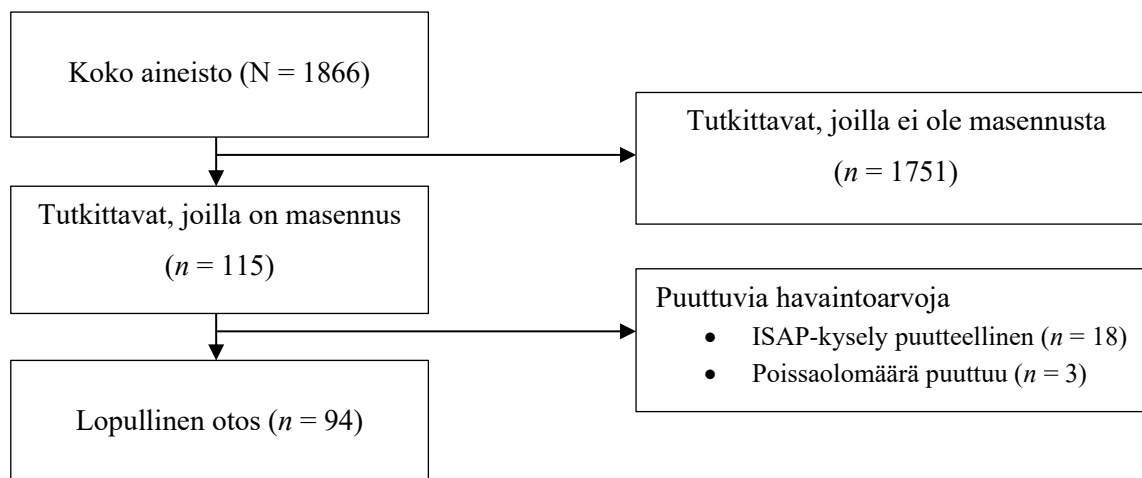 Koko aineisto (N = 1866)
Tutkittavat, joilla ei ole masennusta
(n = 1751)
Tutkittavat, joilla on masennus
(n = 115)
Puuttuvia havaintoarvoja
• ISAP-kysely puutteellinen (n = 18)
• Poissaolomäärä puuttuu (n = 3)
Lopullinen otos (n = 94)